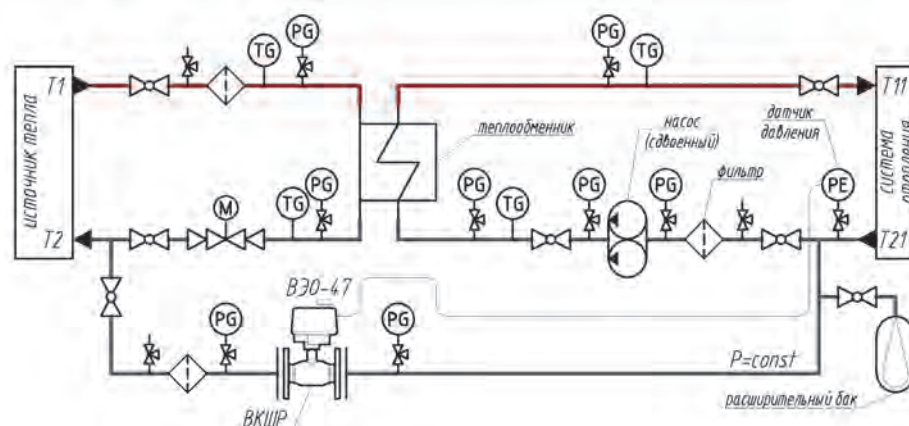 PG
PG
TG
TG
T1
T11
источник тепла
теплообменник
насос
(сдвоенный)
датчик
давления
система
отопления
фильтр
M
TG
PG
PG
TG
PG
PG
PE
T2
T21
ВЭО-47
PG
PG
P=const
ВКШР
расширительный бак